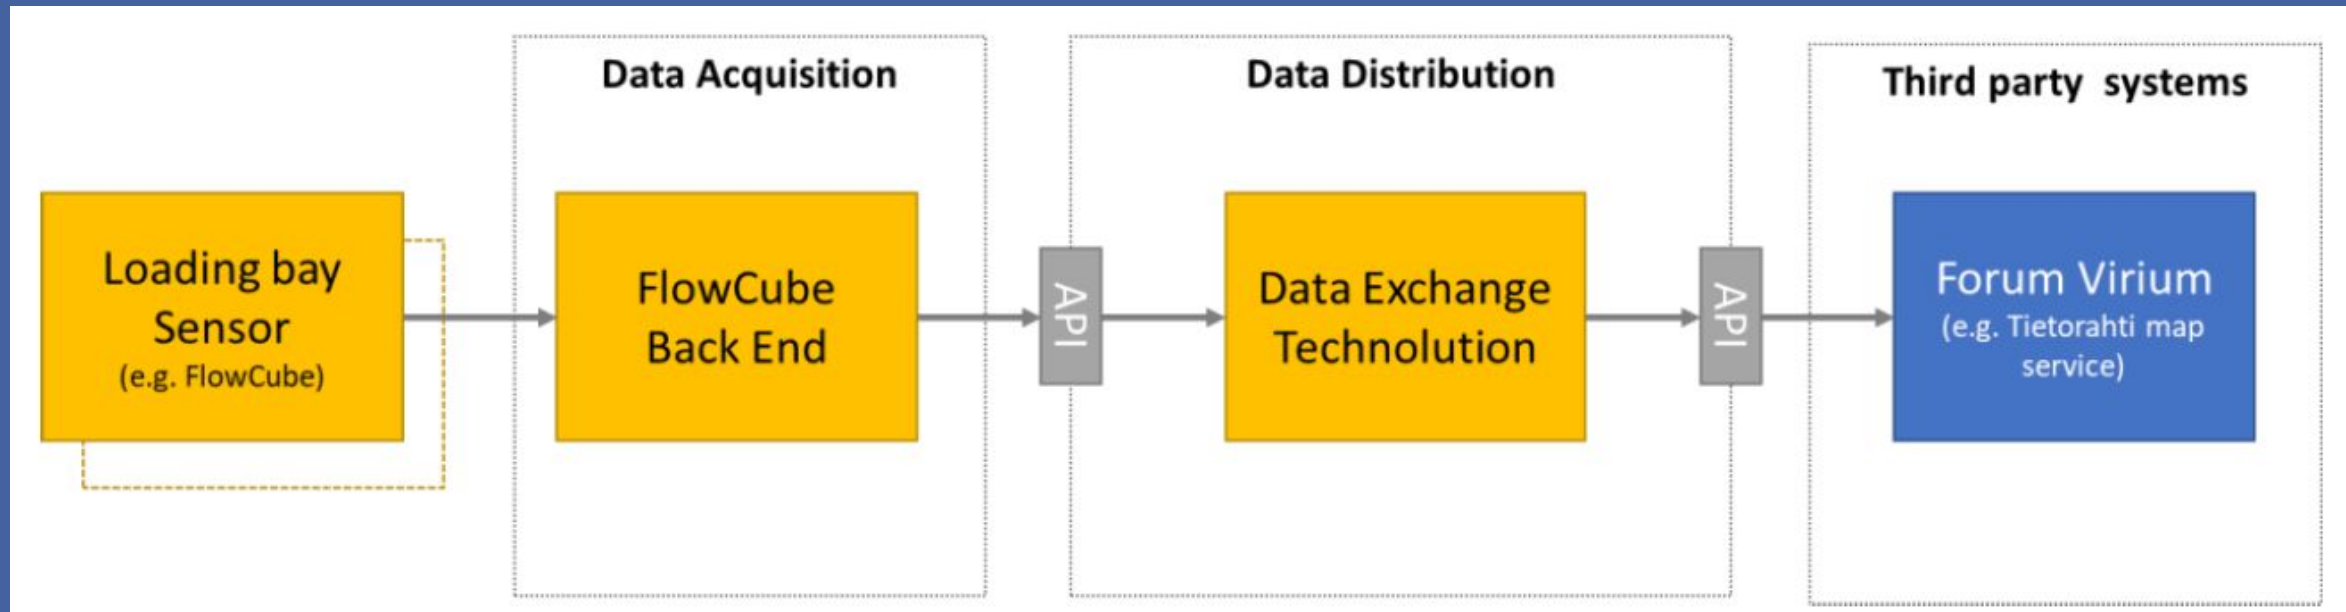 Data Acquisition
Data Distribution
Third party systems
Loading bay
Sensor
(e.g. FlowCube)
FlowCube
Back End
API
Data Exchange
Technolution
API
Forum Virium
(e.g. Tietorahti map
service)